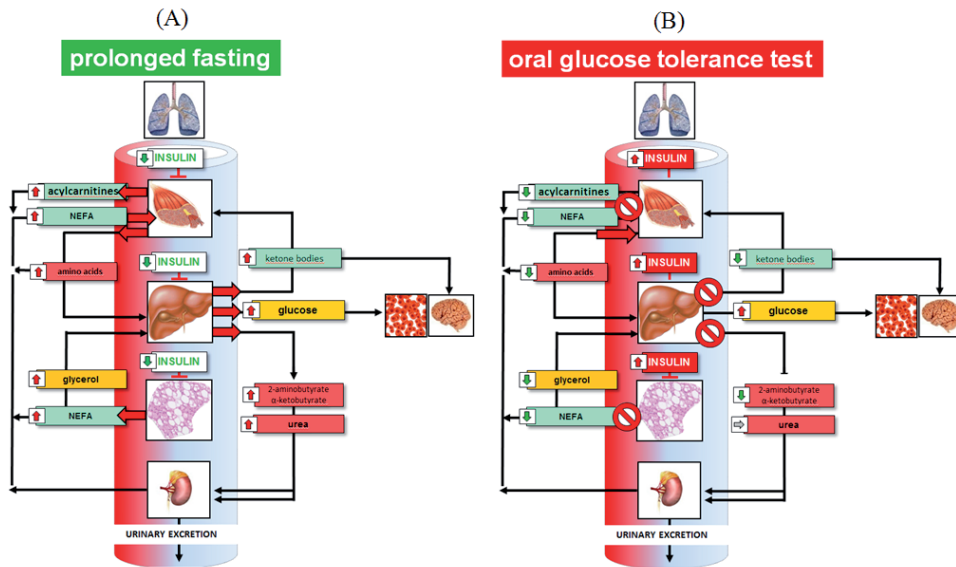 (A)
prolonged fasting
INSULIN
acylcarnitines
NEFA
amino acids
INSULIN
ketone bodies
glucose
INSULIN
glycerol
NEFA
2-aminobutyrate
α-ketobutyrate
urea
URINARY EXCRETION
(B)
oral glucose tolerance test
INSULIN
acylcarnitines
NEFA
amino acids
INSULIN
ketone bodies
glucose
INSULIN
glycerol
NEFA
2-aminobutyrate
α-ketobutyrate
urea
URINARY EXCRETION